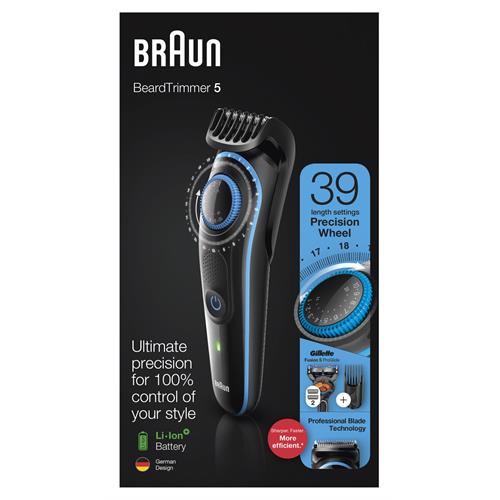 BRAUN
BeardTrimmer 5
39
length settings
Precision
Wheel
17 • 18
Gillette
Fusion 5 ProGlide
2
+
Professional Blade
Technology
Ultimate
precision
for 100%
control of
your style
Li-Ion+
Battery
German
Design
Sharper. Faster.
More
efficient.*
BRAUN